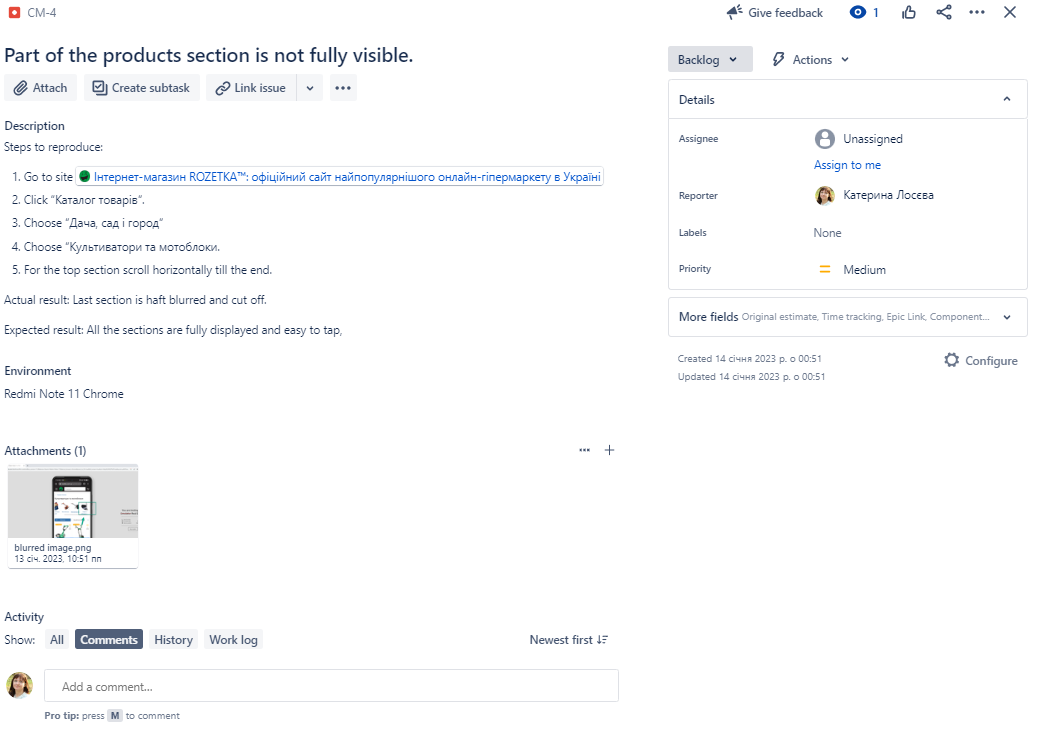 CM-4
Give feedback
1
Part of the products section is not fully visible.
Attach
Create subtask
Link issue
Description
Steps to reproduce:
1. Go to site Інтернет-магазин ROZETKA™: офіційний сайт найпопулярнішого онлайн-гіпермаркету в Україні
2. Click “Каталог товарів”.
3. Choose “Дача, сад і город”
4. Choose “Культиватори та мотоблоки.
5. For the top section scroll horizontally till the end.
Actual result: Last section is haft blurred and cut off.
Expected result: All the sections are fully displayed and easy to tap,
Environment
Redmi Note 11 Chrome
Attachments (1)
blurred image.png
13 січ. 2023, 10:51 пп
Activity
Show:
All
Comments
History
Work log
Newest first
Add a comment...
Pro tip: press M to comment
Backlog
Actions
Details
Assignee
Unassigned
Assign to me
Reporter
Катерина Лосєва
Labels
None
Priority
Medium
More fields Original estimate, Time tracking, Epic Link, Component...
Created 14 січня 2023 р. о 00:51
Updated 14 січня 2023 р. о 00:51
Configure